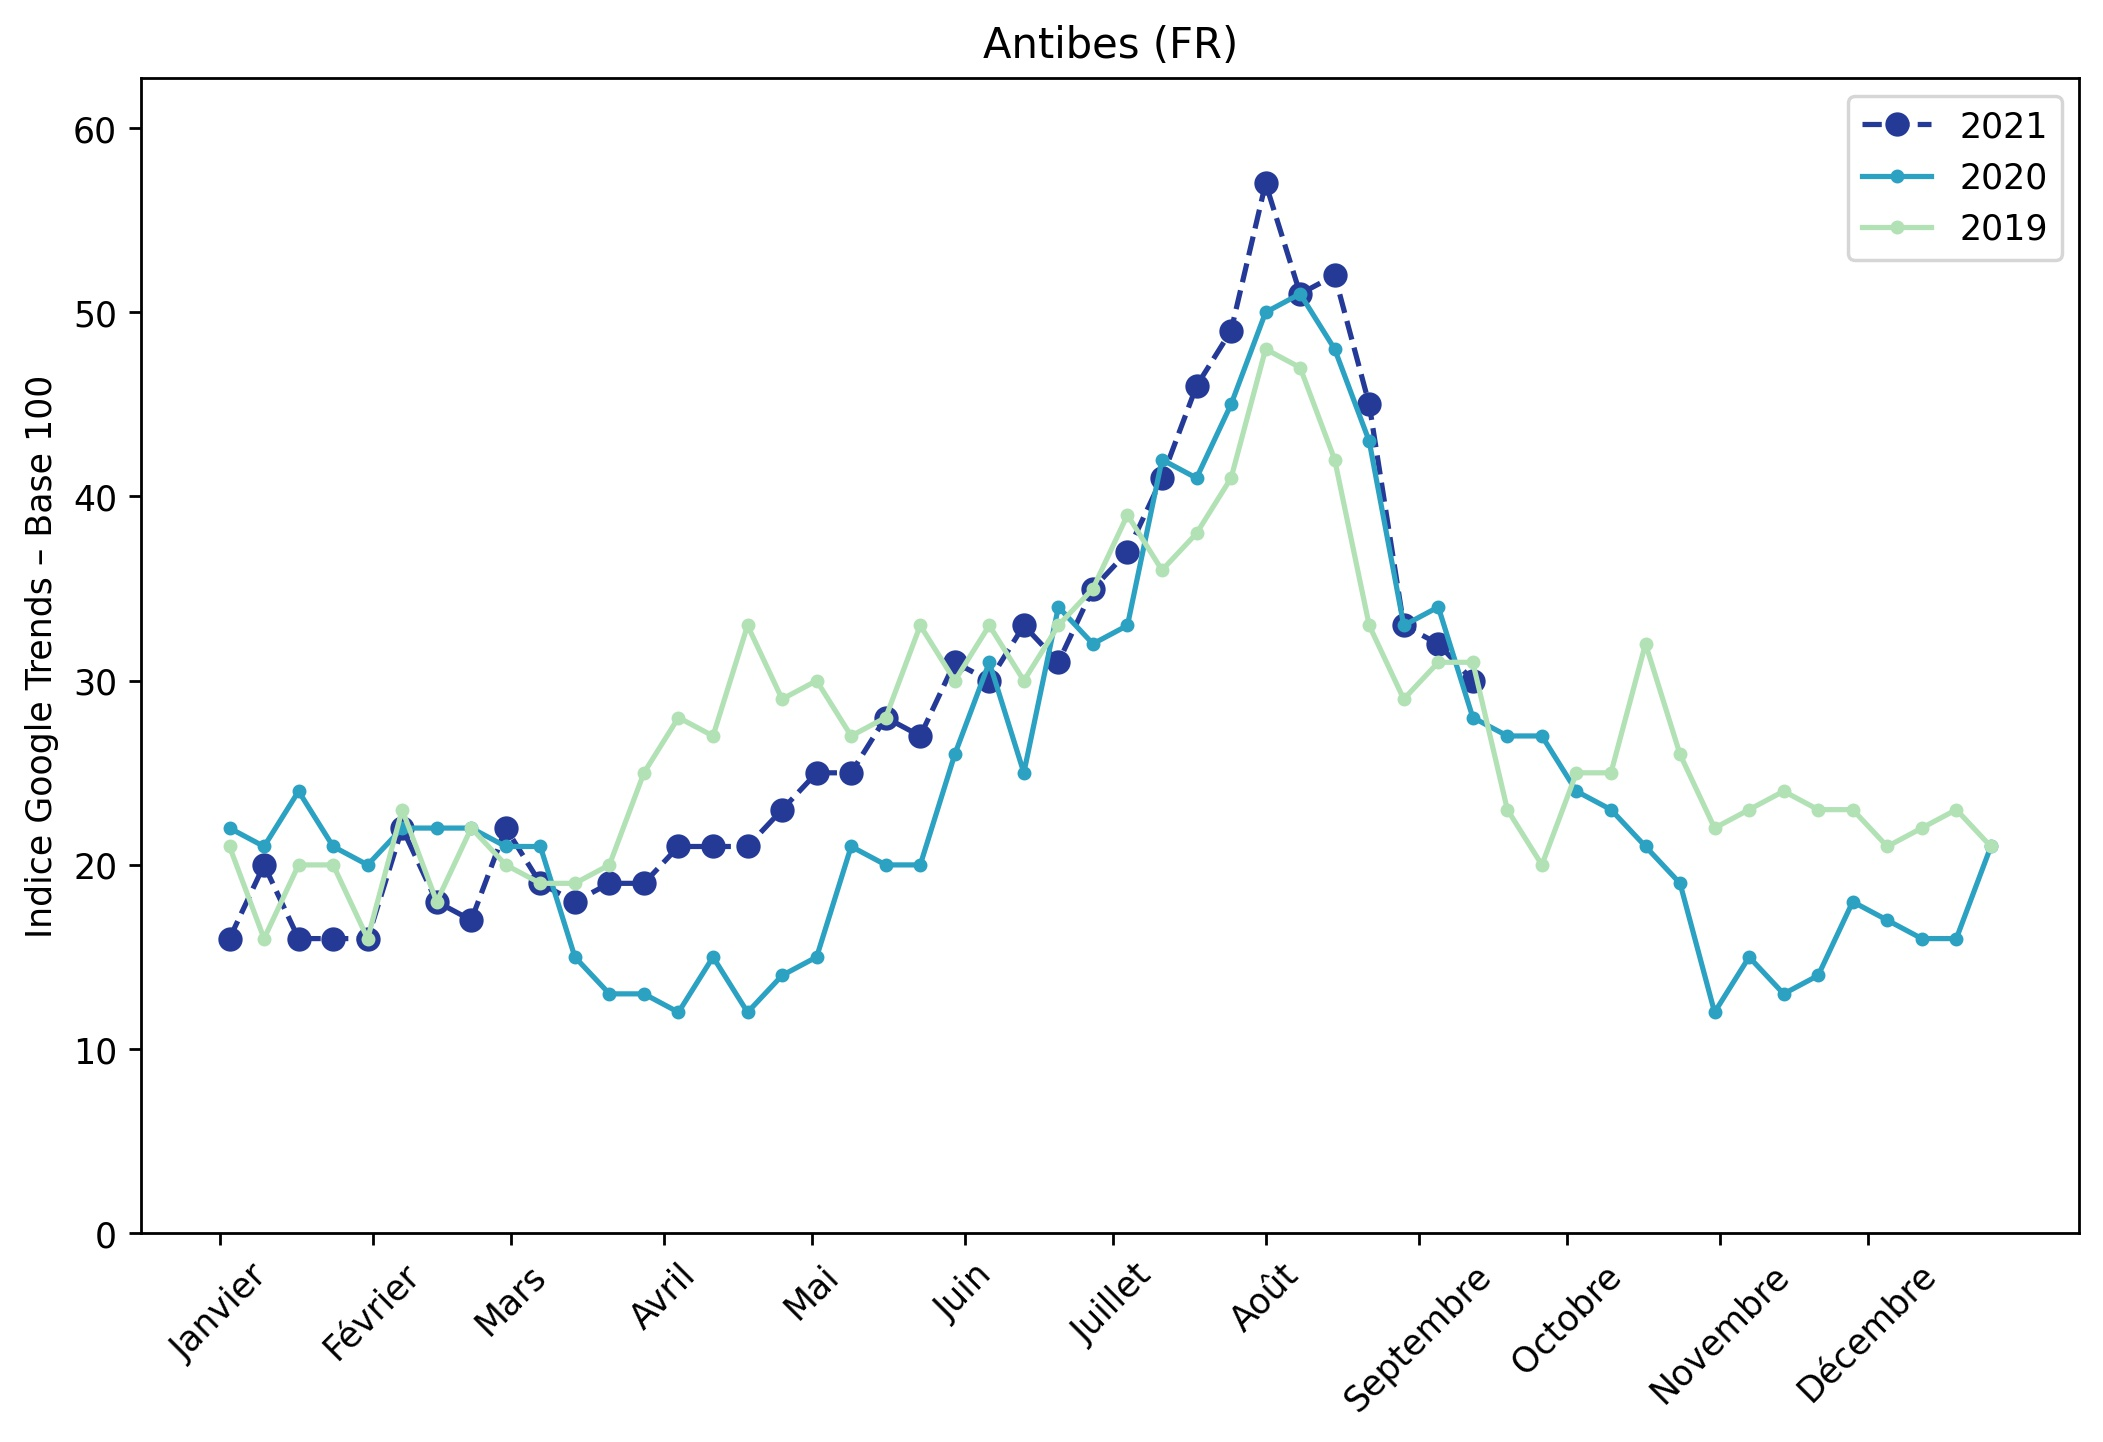 Antibes (FR)
Indice Google Trends – Base 100
60
50
40
30
20
10
0
2021
2020
2019
Janvier
Février
Mars
Avril
Mai
Juin
Juillet
Août
Septembre
Octobre
Novembre
Décembre